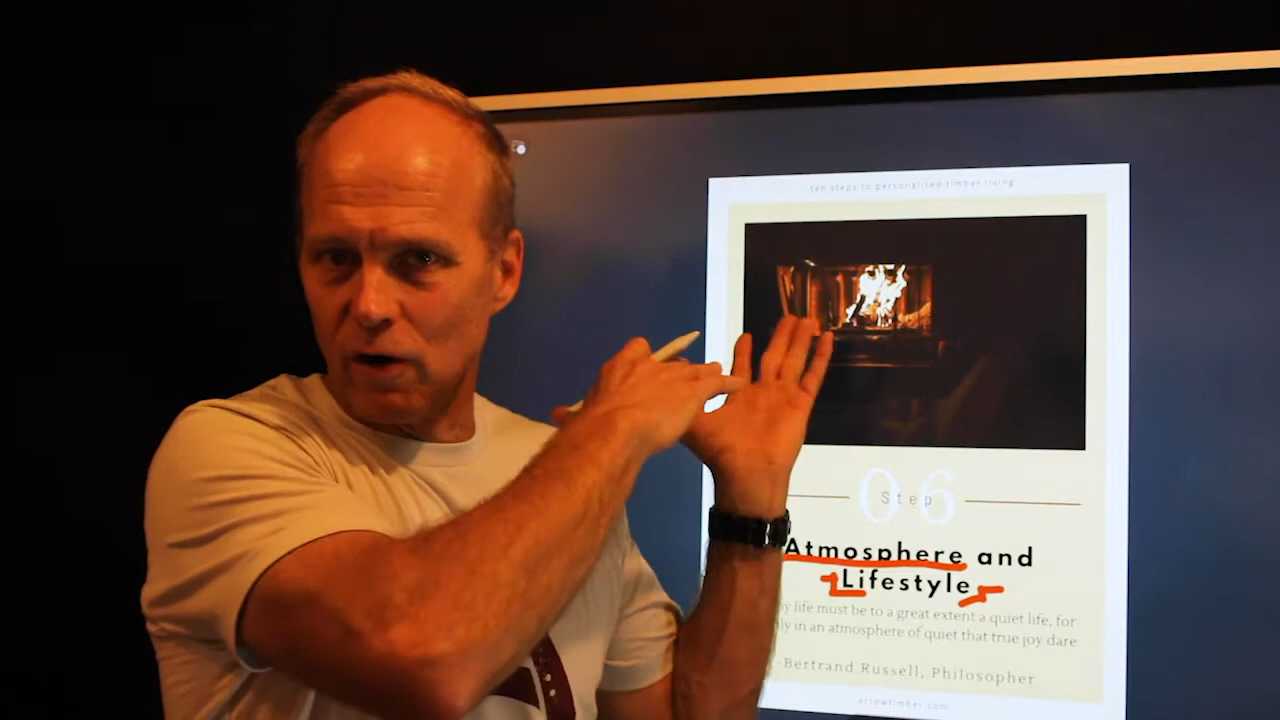 ten steps to personalised timber living
06
Step
Atmosphere and
Lifestyle
life must be to a great extent a quiet life, for
in an atmosphere of quiet that true joy dare
-Bertrand Russell, Philosopher
arrowtimber.com